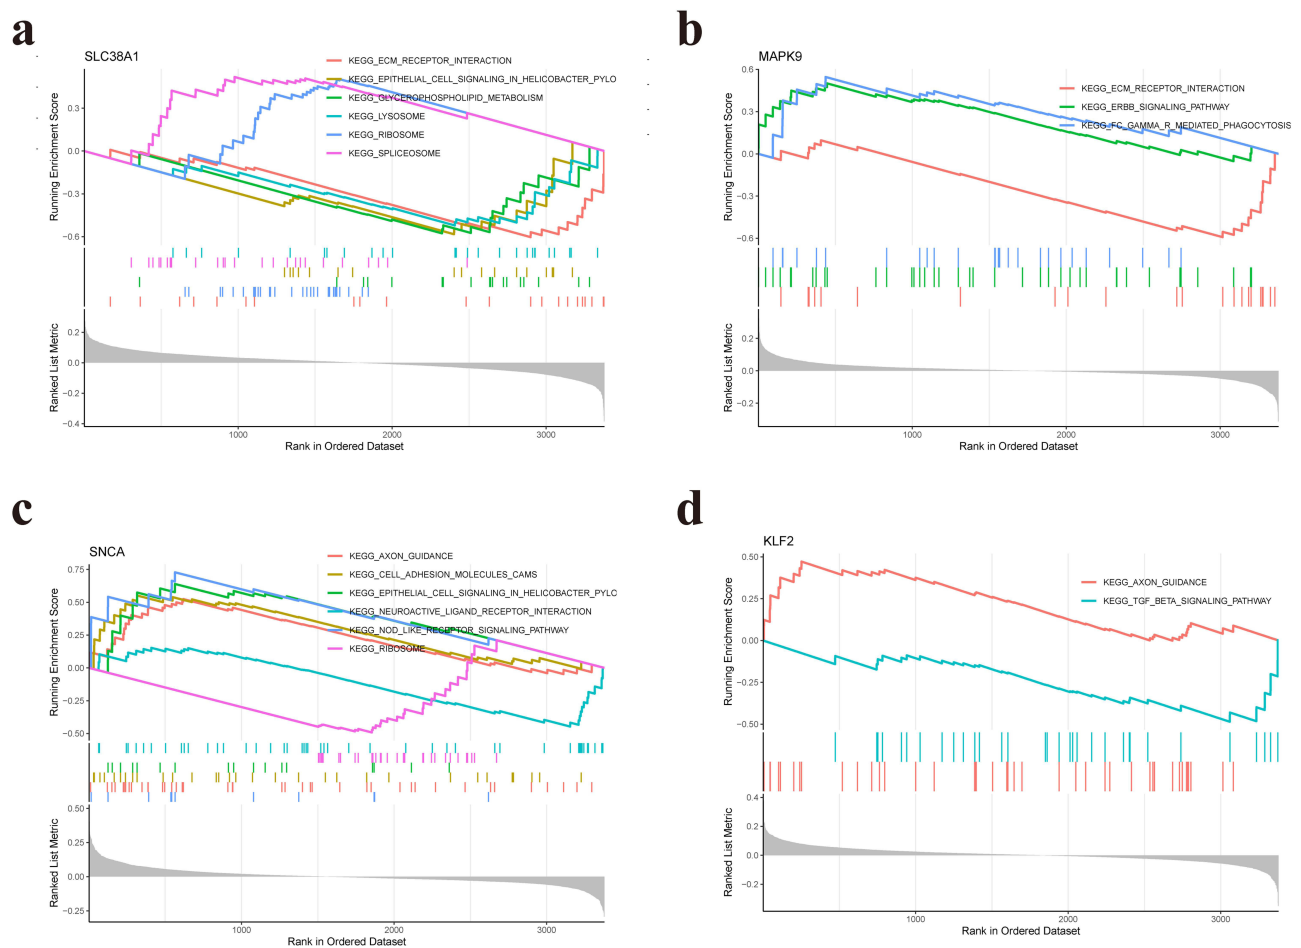 a
SLC38A1
KEGG_ECM_RECEPTOR_INTERACTION
KEGG_EPITHELIAL_CELL_SIGNALING_IN_HELICOBACTER_PYLO
KEGG_GLYCEROPHOSPHOLIPID_METABOLISM
KEGG_LYSOSOME
KEGG_RIBOSOME
KEGG_SPLICEOSOME
Running Enrichment Score
0.3
0.0
−0.3
−0.6
Ranked List Metric
0.2
0.0
−0.2
−0.4
1000
2000
3000
Rank in Ordered Dataset
b
MAPK9
KEGG_ECM_RECEPTOR_INTERACTION
KEGG_ERBB_SIGNALING_PATHWAY
KEGG_FC_GAMMA_R_MEDIATED_PHAGOCYTOSIS
Running Enrichment Score
0.6
0.3
0.0
−0.3
−0.6
Ranked List Metric
0.2
0.0
−0.2
1000
2000
3000
Rank in Ordered Dataset
c
SNCA
KEGG_AXON_GUIDANCE
KEGG_CELL_ADHESION_MOLECULES_CAMS
KEGG_EPITHELIAL_CELL_SIGNALING_IN_HELICOBACTER_PYLO
KEGG_NEUROACTIVE_LIGAND_RECEPTOR_INTERACTION
KEGG_NOD_LIKE_RECEPTOR_SIGNALING_PATHWAY
KEGG_RIBOSOME
Running Enrichment Score
0.75
0.50
0.25
0.00
−0.25
−0.50
Ranked List Metric
0.50
0.25
0.00
−0.25
1000
2000
3000
Rank in Ordered Dataset
d
KLF2
KEGG_AXON_GUIDANCE
KEGG_TGF_BETA_SIGNALING_PATHWAY
Running Enrichment Score
0.50
0.25
0.00
−0.25
−0.50
Ranked List Metric
0.4
0.2
0.0
−0.2
1000
2000
3000
Rank in Ordered Dataset